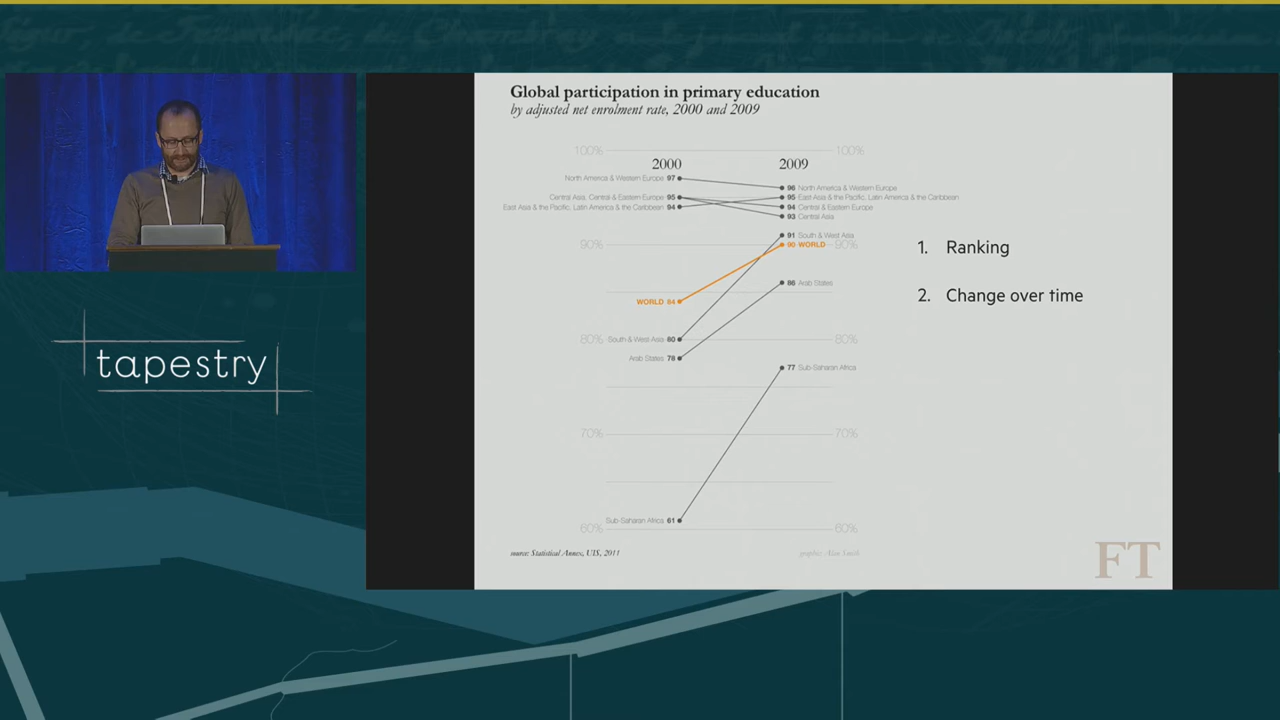 Global participation in primary education
by adjusted net enrolment rate, 2000 and 2009
100% 100%
2000 2009
North America & Western Europe 97
96 North America & Western Europe
Central Asia, Central & Eastern Europe 95
95 East Asia & the Pacific, Latin America & the Caribbean
East Asia & the Pacific, Latin America & the Caribbean 94
94 Central & Eastern Europe
93 Central Asia
91 South & West Asia
90% 90 WORLD 90%
1. Ranking
86 Arab States
2. Change over time
WORLD 84
80% South & West Asia 80 80%
Arab States 78
77 Sub-Saharan Africa
tapestry
70% 70%
Sub-Saharan Africa 61
60% 60%
source: Statistical Annex, UIS, 2011
graphic: Alan Smith
FT